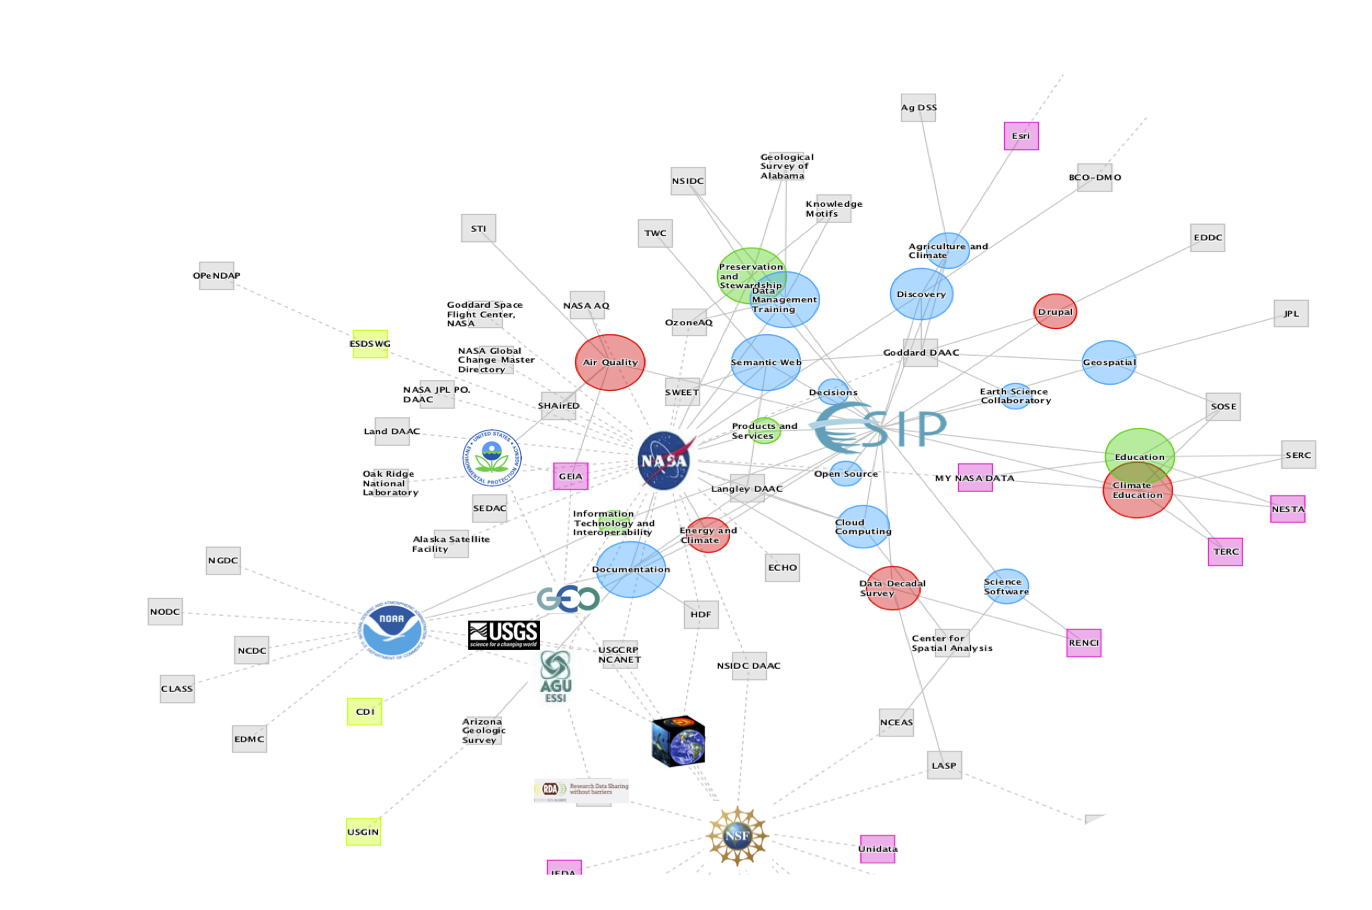 Ag DSS
Esri
Geological
Survey of
Alabama
BCO-DMO
NSIDC
Knowledge
Motifs
STI
TWC
EDDC
Agriculture and
Climate
OPeNDAP
Preservation
and
Stewardship
Data
Management
Training
Discovery
NASA AQ
Goddard Space
Flight Center,
NASA
OzoneAQ
Drupal
JPL
ESDSWG
NASA Global
Change Master
Directory
Air Quality
Semantic Web
Goddard DAAC
Geospatial
NASA JPL PO.
DAAC
SHAirED
SWEET
Decisions
Earth Science
Collaboratory
SOSE
Land DAAC
Products and
Services
ESIP
UNITED STATES
ENVIRONMENTAL PROTECTION AGENCY
NASA
Education
SERC
Oak Ridge
National
Laboratory
GEIA
Open Source
MY NASA DATA
Langley DAAC
Climate
Education
SEDAC
NESTA
Information
Technology and
Interoperability
Energy and
Climate
Cloud
Computing
Alaska Satellite
Facility
TERC
NGDC
Documentation
ECHO
Data Decadal
Survey
Science
Software
GEO
NODC
NOAA
HDF
USGS
science for a changing world
NCDC
USGCRP
NCANET
NSIDC DAAC
Center for
Spatial Analysis
RENCI
AGU
ESSI
CLASS
CDI
EDMC
Arizona
Geologic
Survey
NCEAS
LASP
RDA
Research Data Sharing
without barriers
USGIN
NSF
Unidata
IEDA